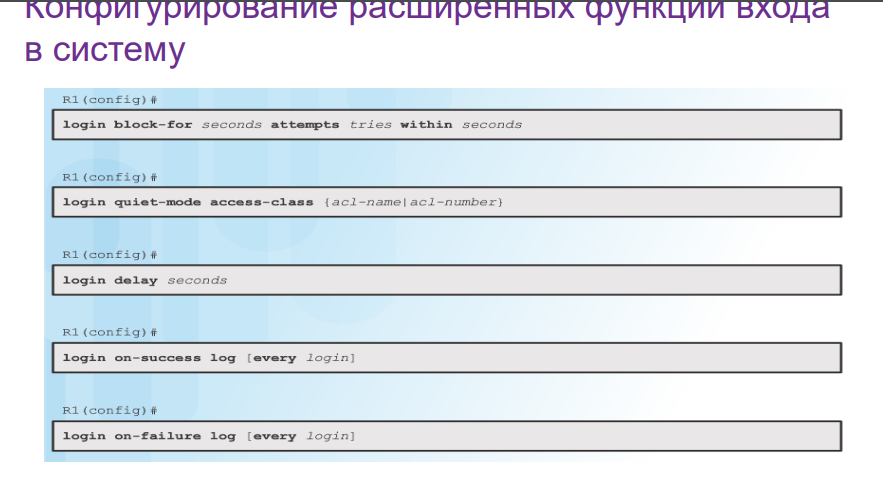 Конфигурирование расширенных функций входа
в систему
R1(config)#
login block-for seconds attempts tries within seconds
R1(config)#
login quiet-mode access-class {acl-name|acl-number}
R1(config)#
login delay seconds
R1(config)#
login on-success log [every login]
R1(config)#
login on-failure log [every login]